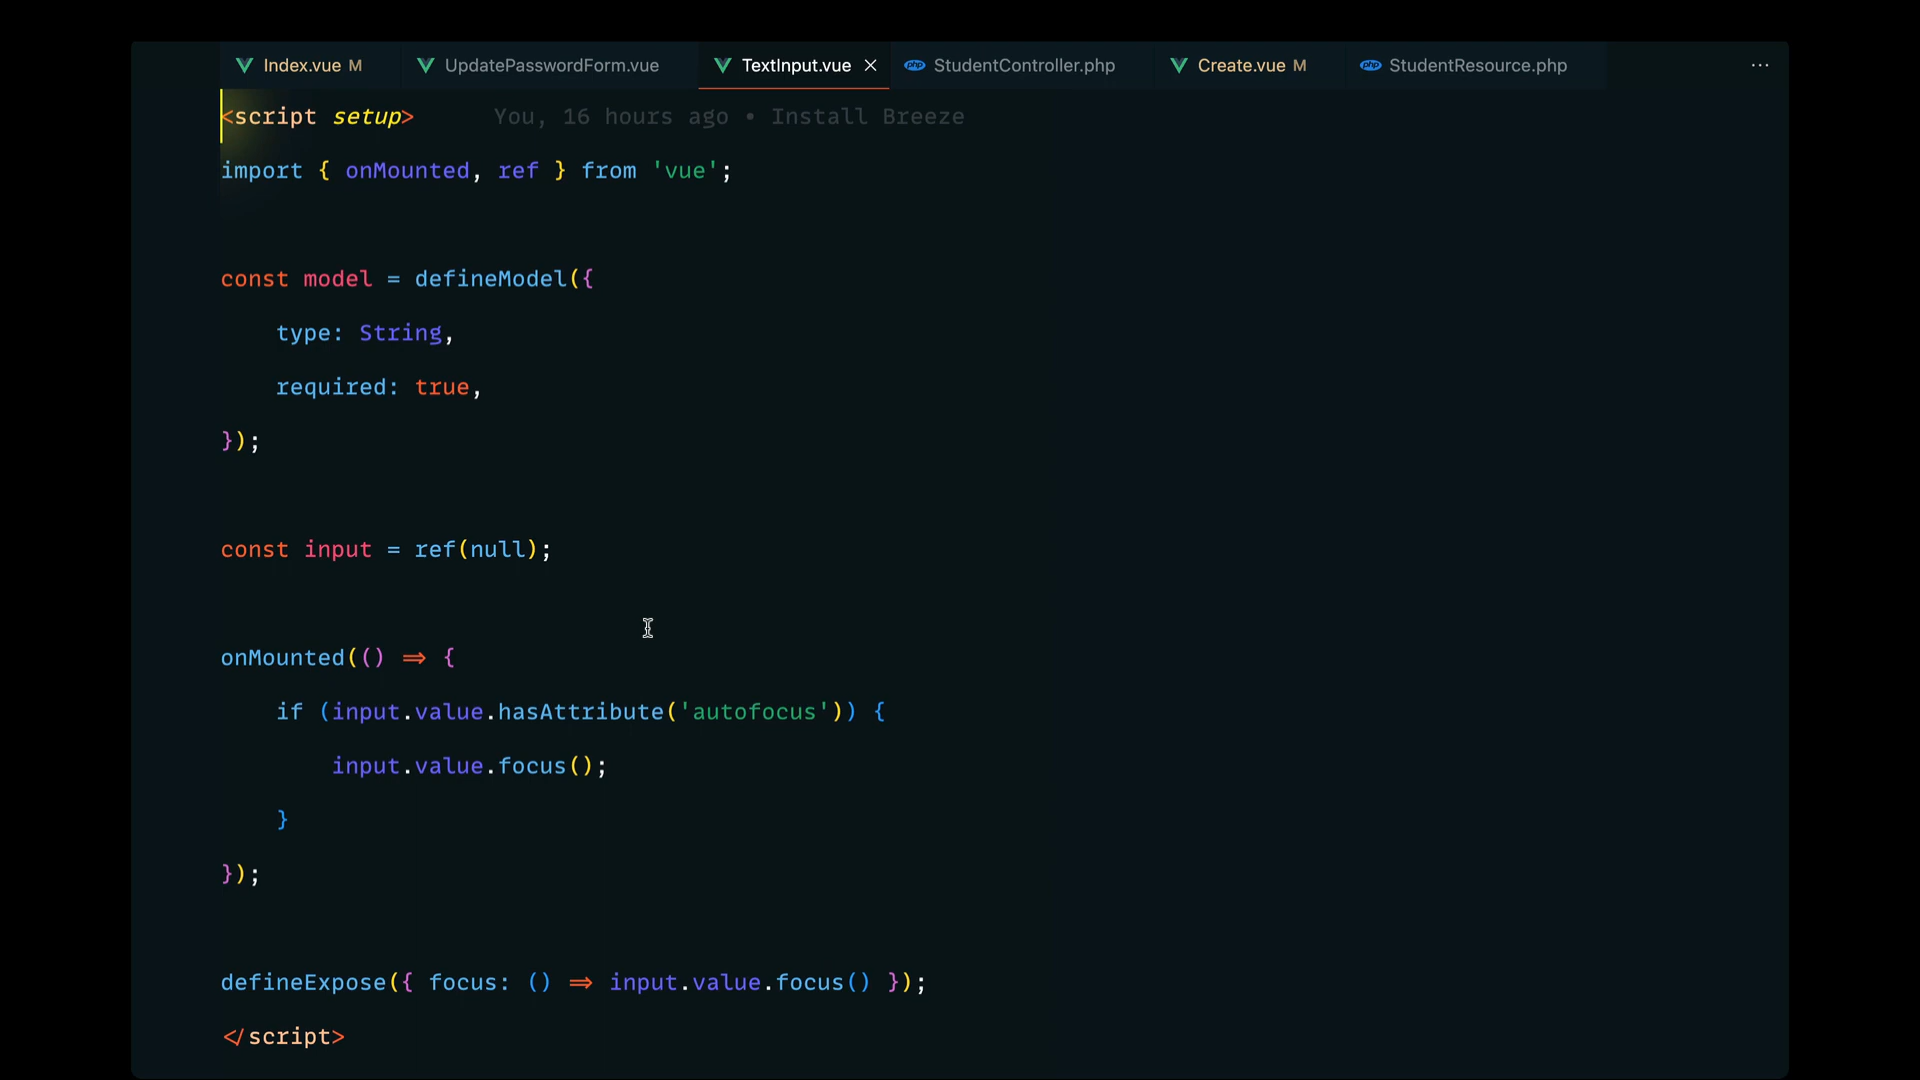 Index.vue M UpdatePasswordForm.vue TextInput.vue php StudentController.php Create.vue M php StudentResource.php ...
<script setup> You, 16 hours ago • Install Breeze
import { onMounted, ref } from 'vue';
const model = defineModel({
    type: String,
    required: true,
});
const input = ref(null);
onMounted(() => {
    if (input.value.hasAttribute('autofocus')) {
        input.value.focus();
    }
});
defineExpose({ focus: () => input.value.focus() });
</script>